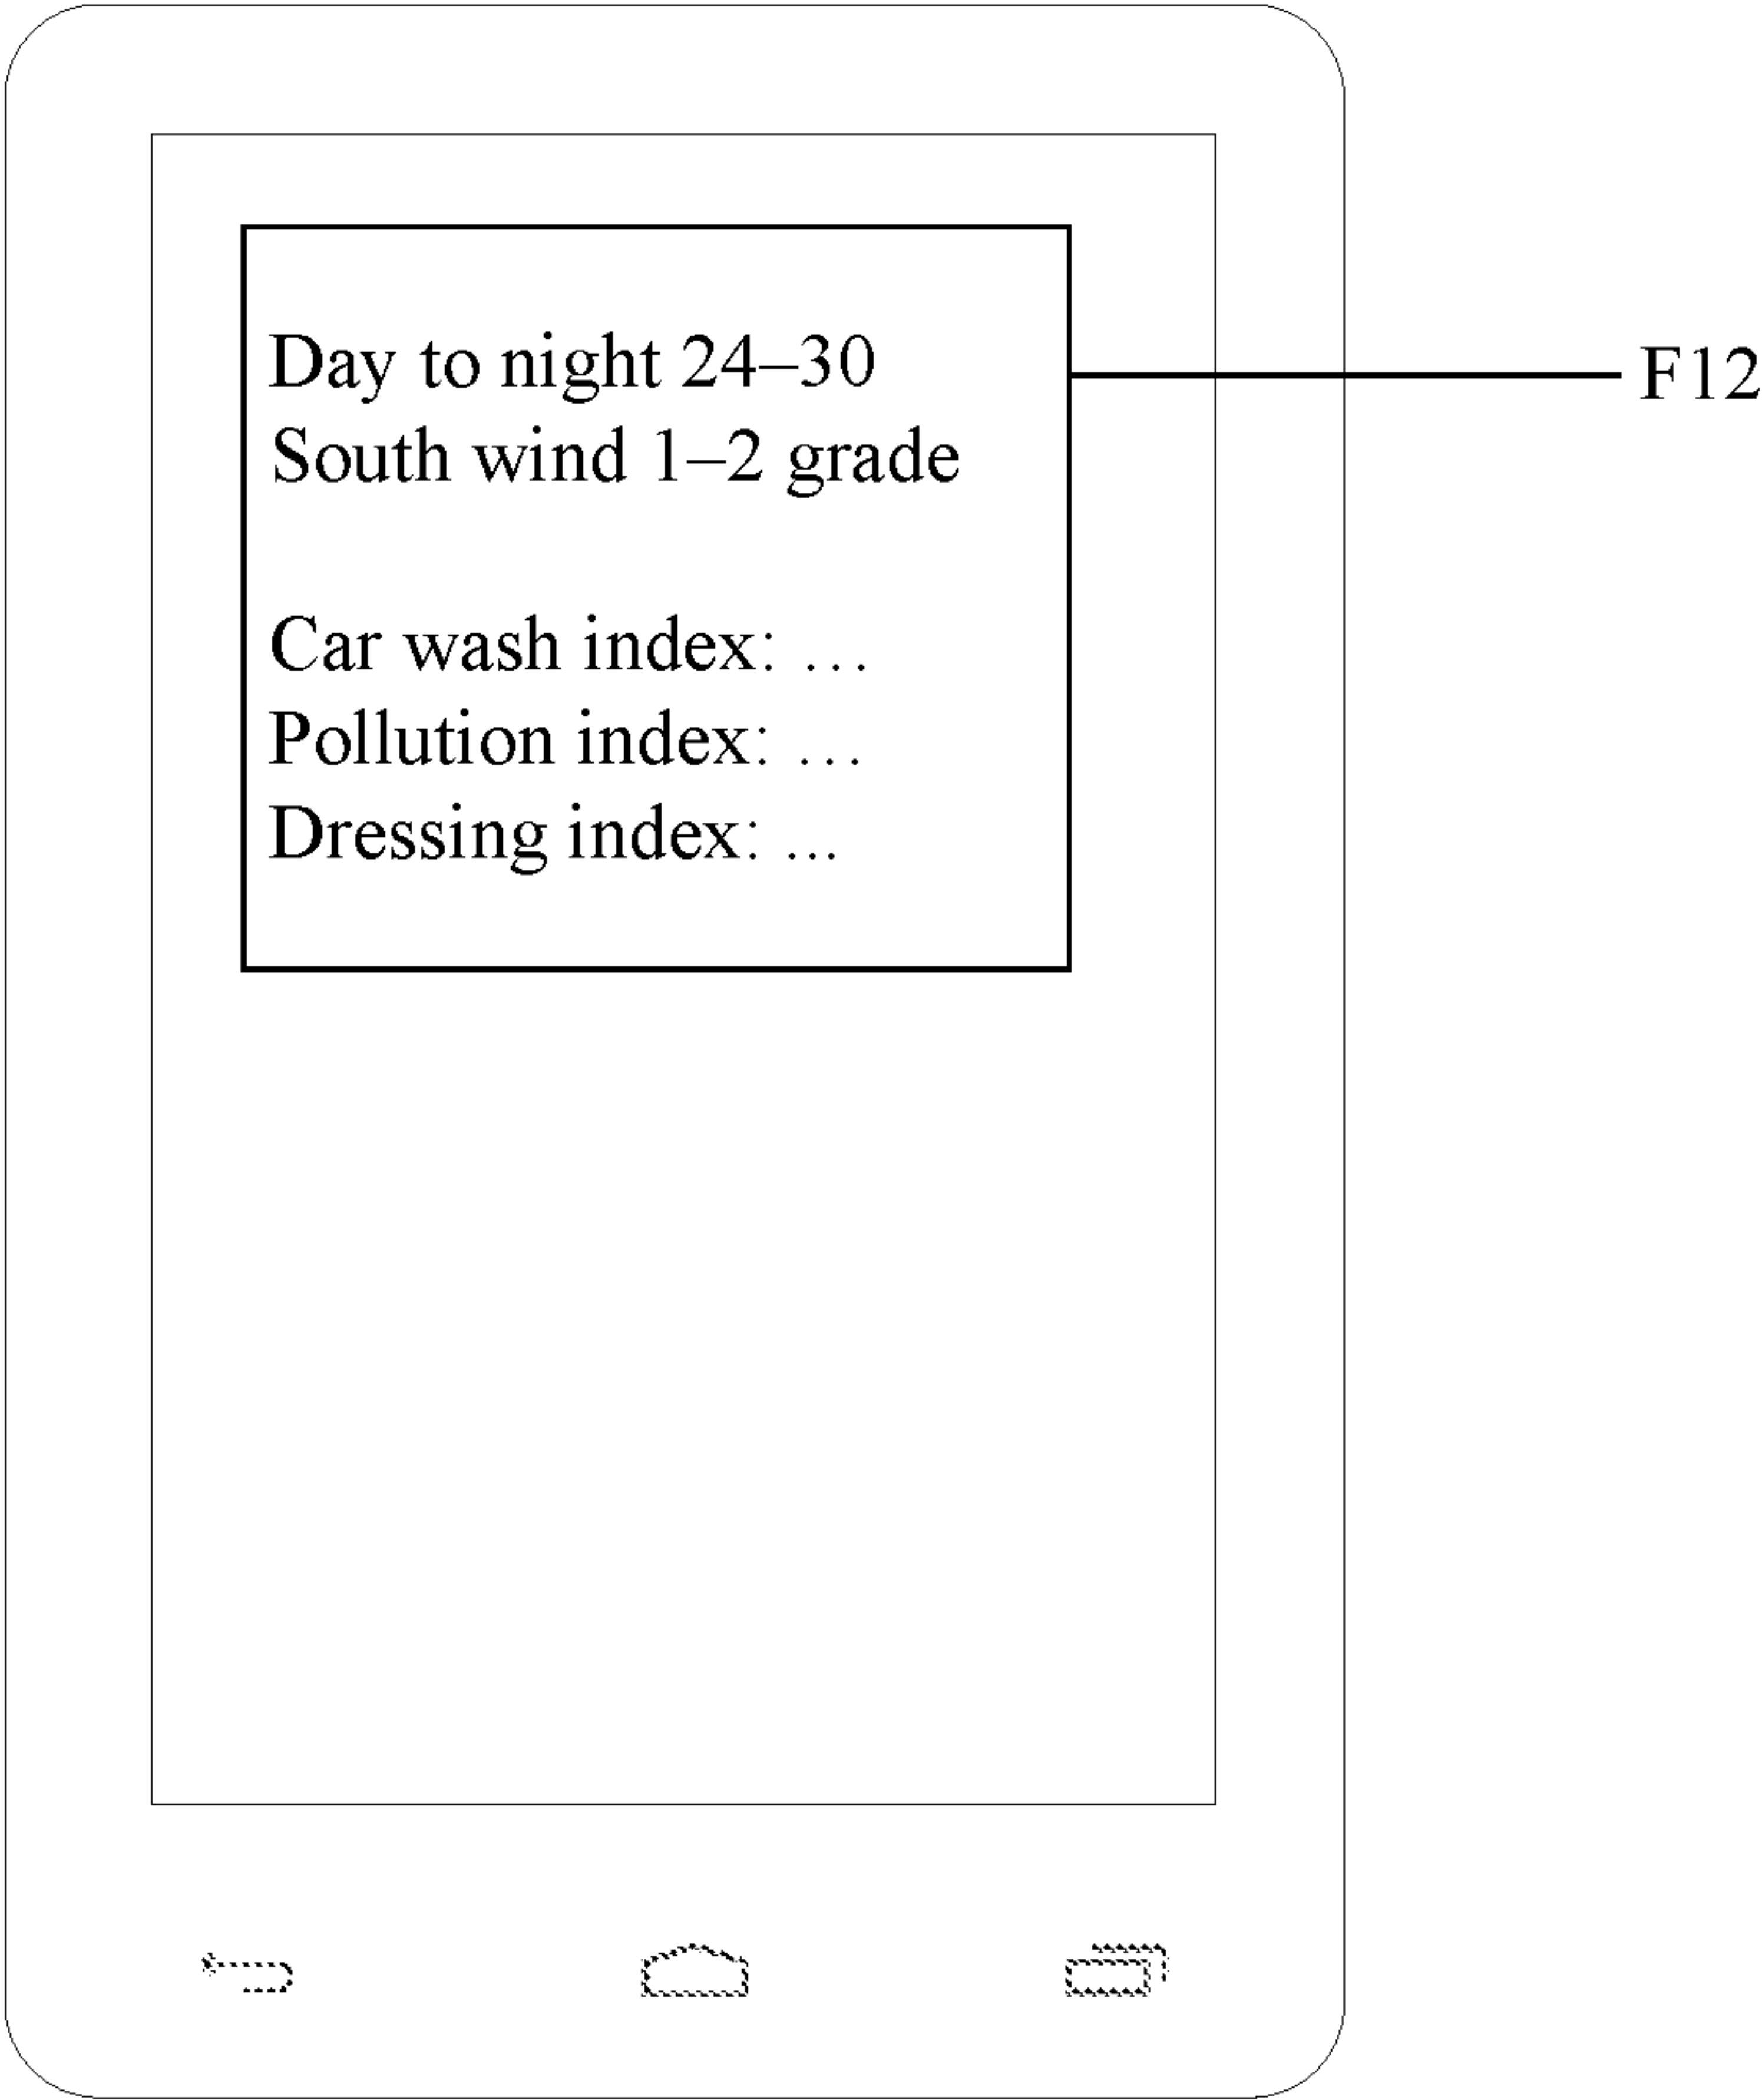 Day to night 24–30
South wind 1–2 grade
Car wash index: ...
Pollution index: ...
Dressing index: ...
F12